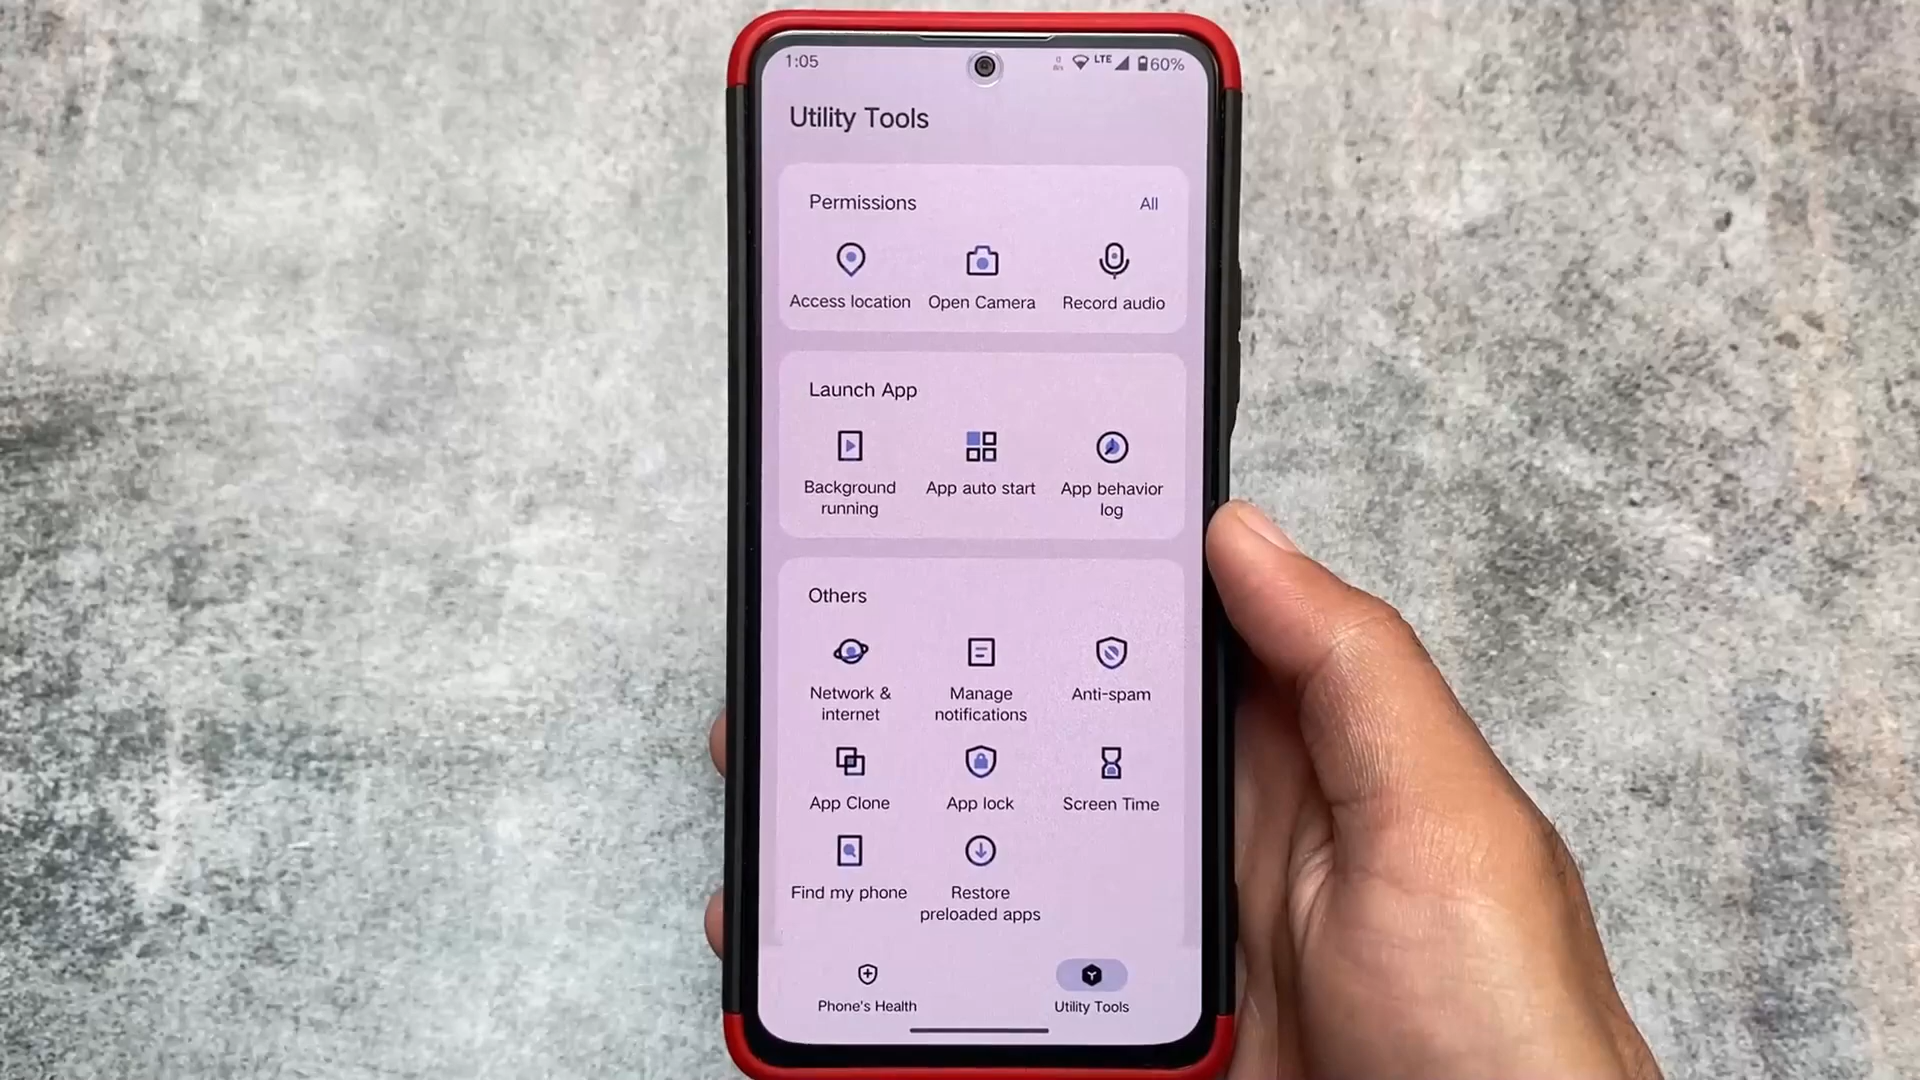 1:05
LTE 60%
Utility Tools
Permissions All
Access location Open Camera Record audio
Launch App
Background App auto start App behavior
running log
Others
Network & Manage Anti-spam
internet notifications
App Clone App lock Screen Time
Find my phone Restore
preloaded apps
Phone's Health Utility Tools